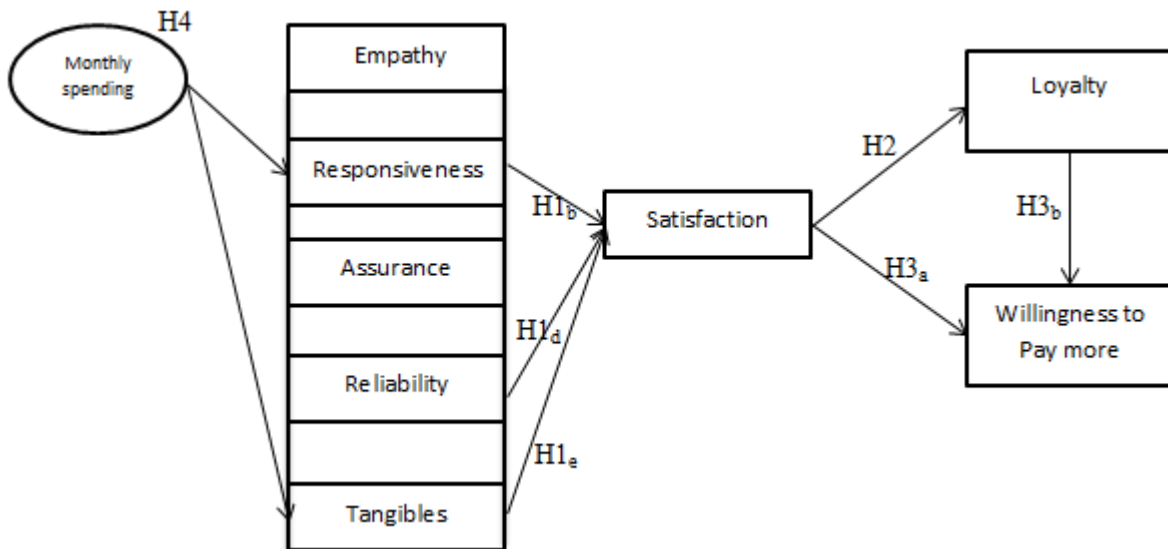 H4
Monthly
spending
Empathy
Responsiveness
Assurance
Reliability
Tangibles
H1b
H1d
H1e
Satisfaction
H2
H3a
Loyalty
H3b
Willingness to
Pay more